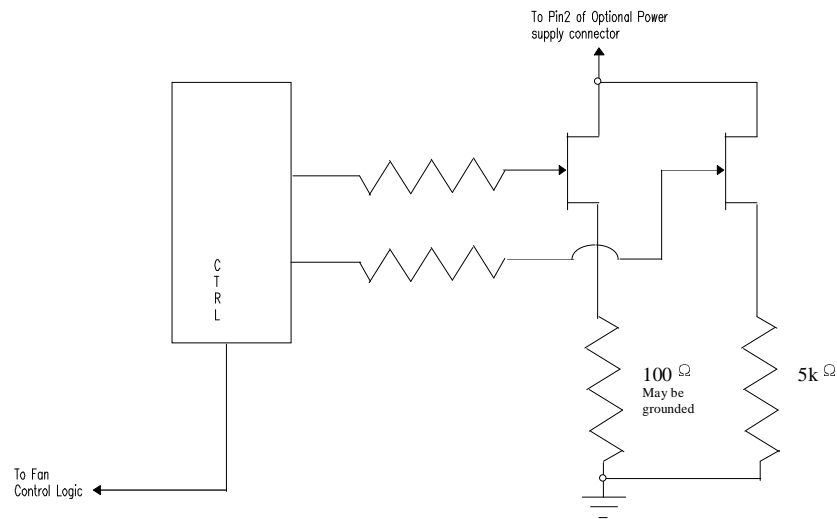 To Pin2 of Optional Power
supply connector
C
T
R
L
100 Ω
May be
grounded
5k Ω
To Fan
Control Logic